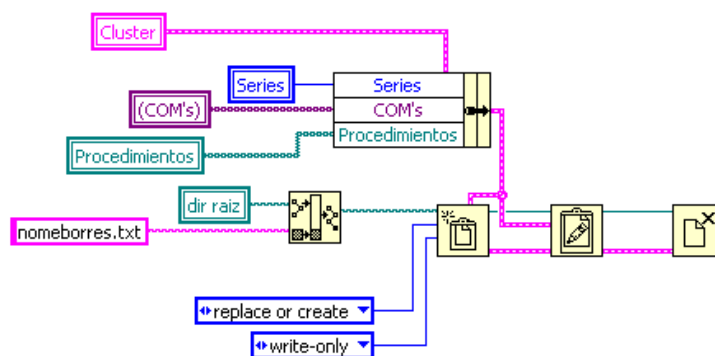 Cluster
Series
Series
(COM's)
COM's
Procedimientos
Procedimientos
dir raiz
nomeborres.txt
replace or create
write-only